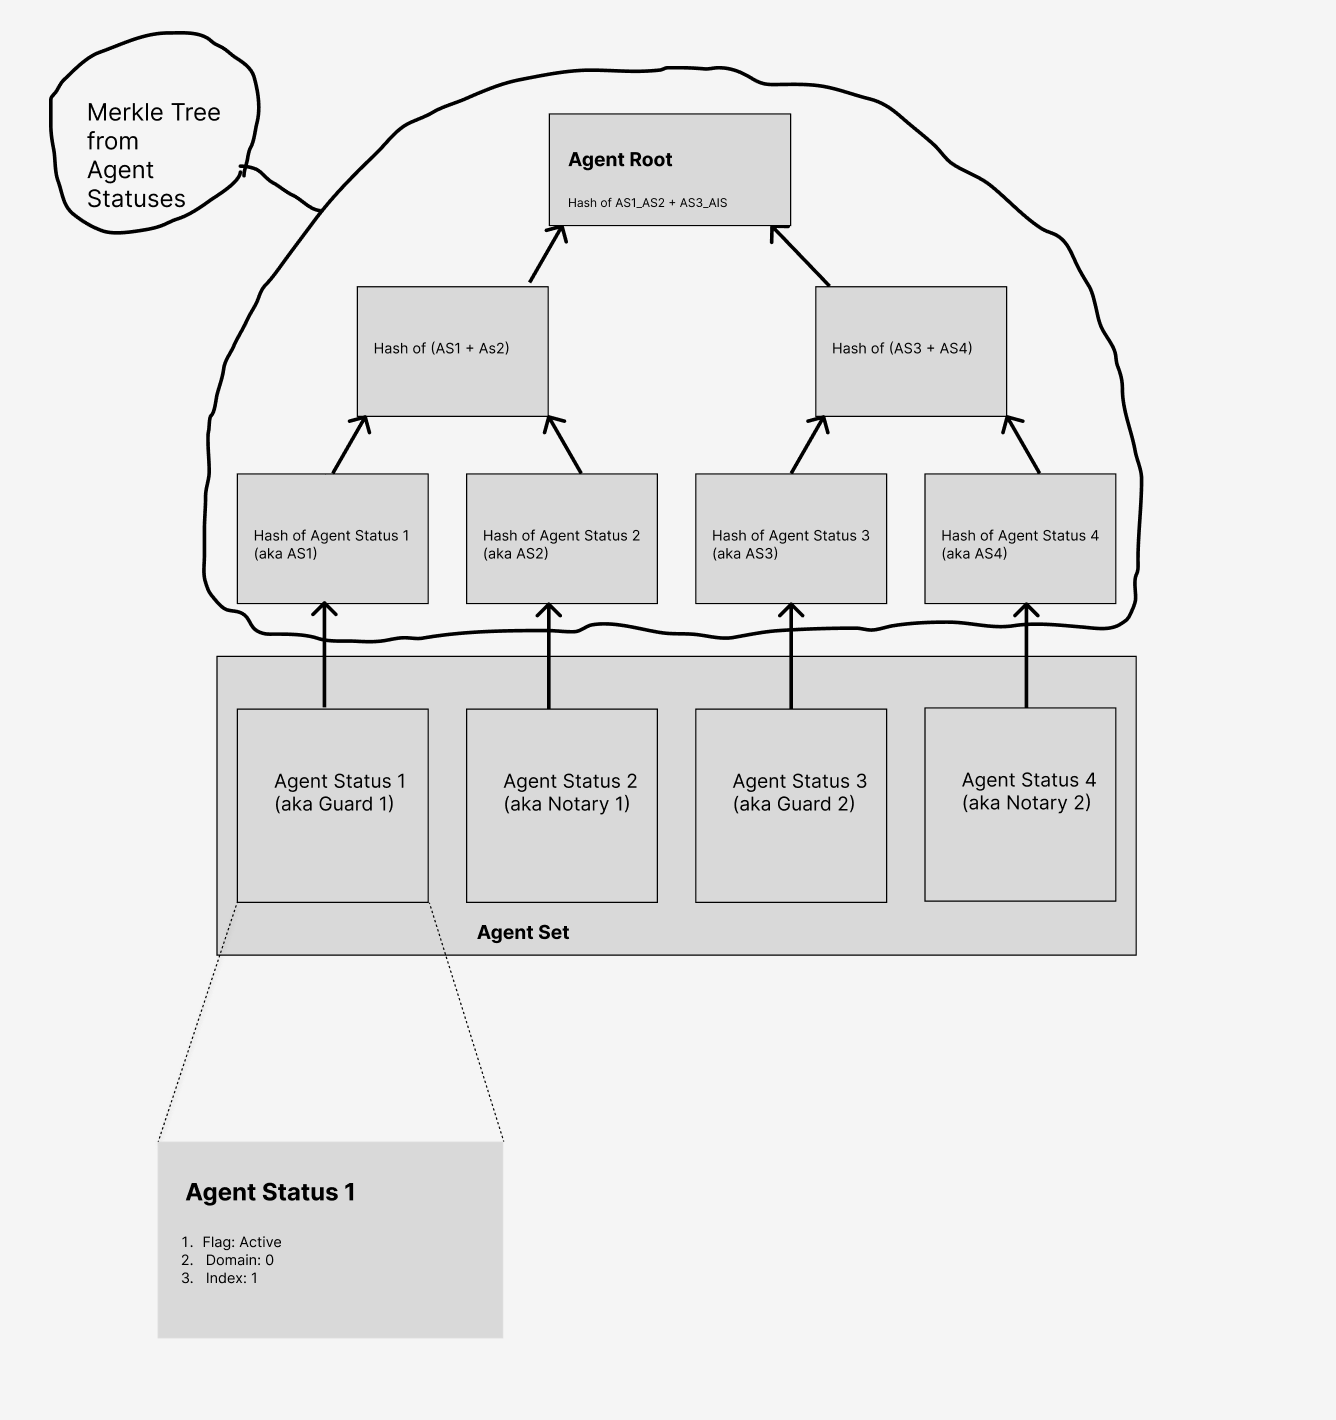 Merkle Tree
from
Agent
Statuses
Agent Root
Hash of AS1_AS2 + AS3_AIS
Hash of (AS1 + As2)
Hash of (AS3 + AS4)
Hash of Agent Status 1
(aka AS1)
Hash of Agent Status 2
(aka AS2)
Hash of Agent Status 3
(aka AS3)
Hash of Agent Status 4
(aka AS4)
Agent Status 1
(aka Guard 1)
Agent Status 2
(aka Notary 1)
Agent Status 3
(aka Guard 2)
Agent Status 4
(aka Notary 2)
Agent Set
Agent Status 1
1. Flag: Active
2. Domain: 0
3. Index: 1